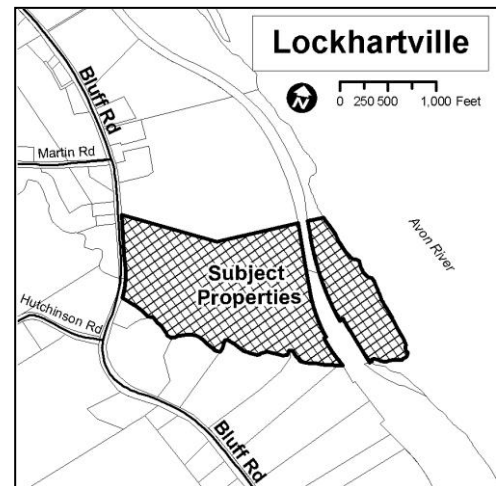 Lockhartville
N
0 250 500 1,000 Feet
Bluff Rd
Martin Rd
Avon River
Subject
Properties
Hutchinson Rd
Bluff Rd